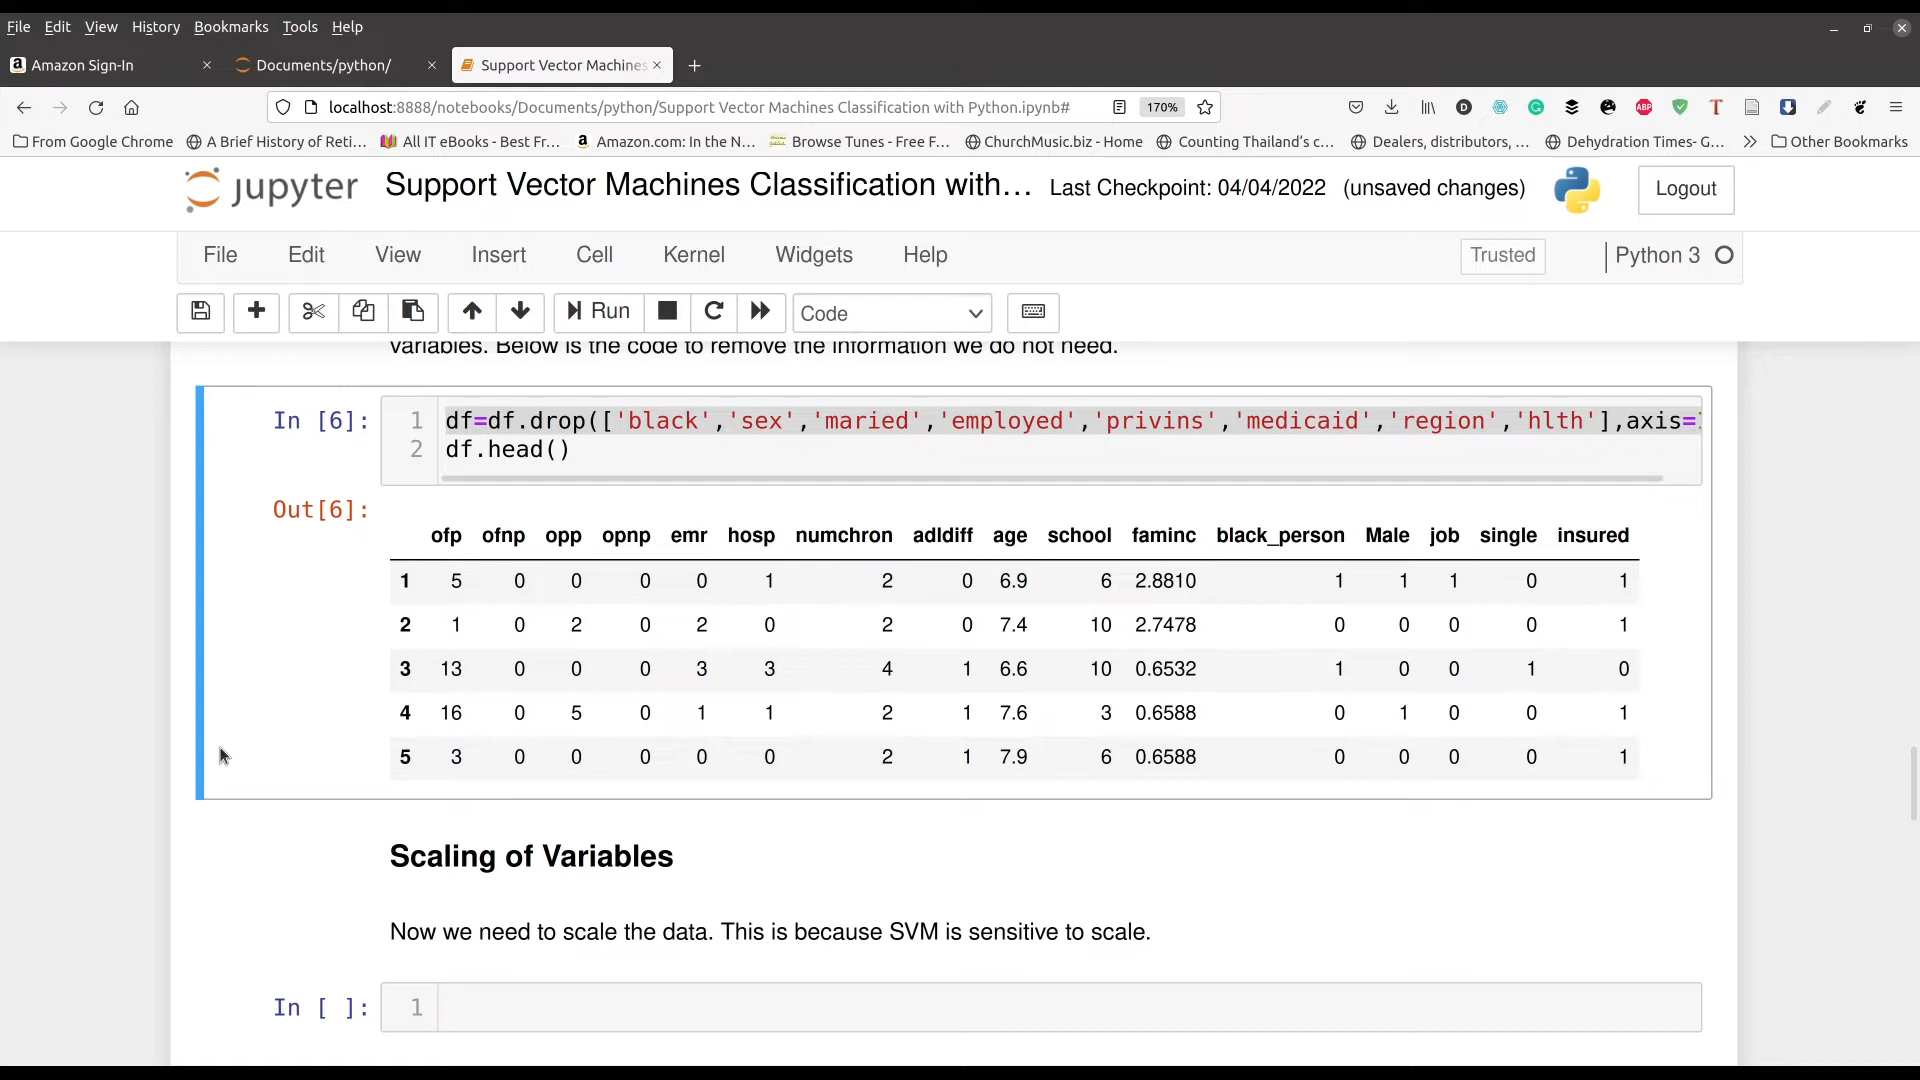 File Edit View History Bookmarks Tools Help
Amazon Sign-In × Documents/python/ × Support Vector Machines × +
localhost:8888/notebooks/Documents/python/Support Vector Machines Classification with Python.ipynb# 170%
From Google Chrome A Brief History of Reti… All IT eBooks - Best Fr… Amazon.com: In the N… Browse Tunes - Free F… ChurchMusic.biz - Home Counting Thailand's c… Dealers, distributors, … Dehydration Times- G… Other Bookmarks
jupyter Support Vector Machines Classification with… Last Checkpoint: 04/04/2022 (unsaved changes) Logout
File Edit View Insert Cell Kernel Widgets Help Trusted Python 3
Run Code
variables. Below is the code to remove the information we do not need.
In [6]: 1 df=df.drop(['black','sex','maried','employed','privins','medicaid','region','hlth'],axis=
2 df.head()
Out[6]:
ofp ofnp opp opnp emr hosp numchron adldiff age school faminc black_person Male job single insured
1 5 0 0 0 0 1 2 0 6.9 6 2.8810 1 1 1 0 1
2 1 0 2 0 2 0 2 0 7.4 10 2.7478 0 0 0 0 1
3 13 0 0 0 3 3 4 1 6.6 10 0.6532 1 0 0 1 0
4 16 0 5 0 1 1 2 1 7.6 3 0.6588 0 1 0 0 1
5 3 0 0 0 0 0 2 1 7.9 6 0.6588 0 0 0 0 1
Scaling of Variables
Now we need to scale the data. This is because SVM is sensitive to scale.
In [ ]: 1